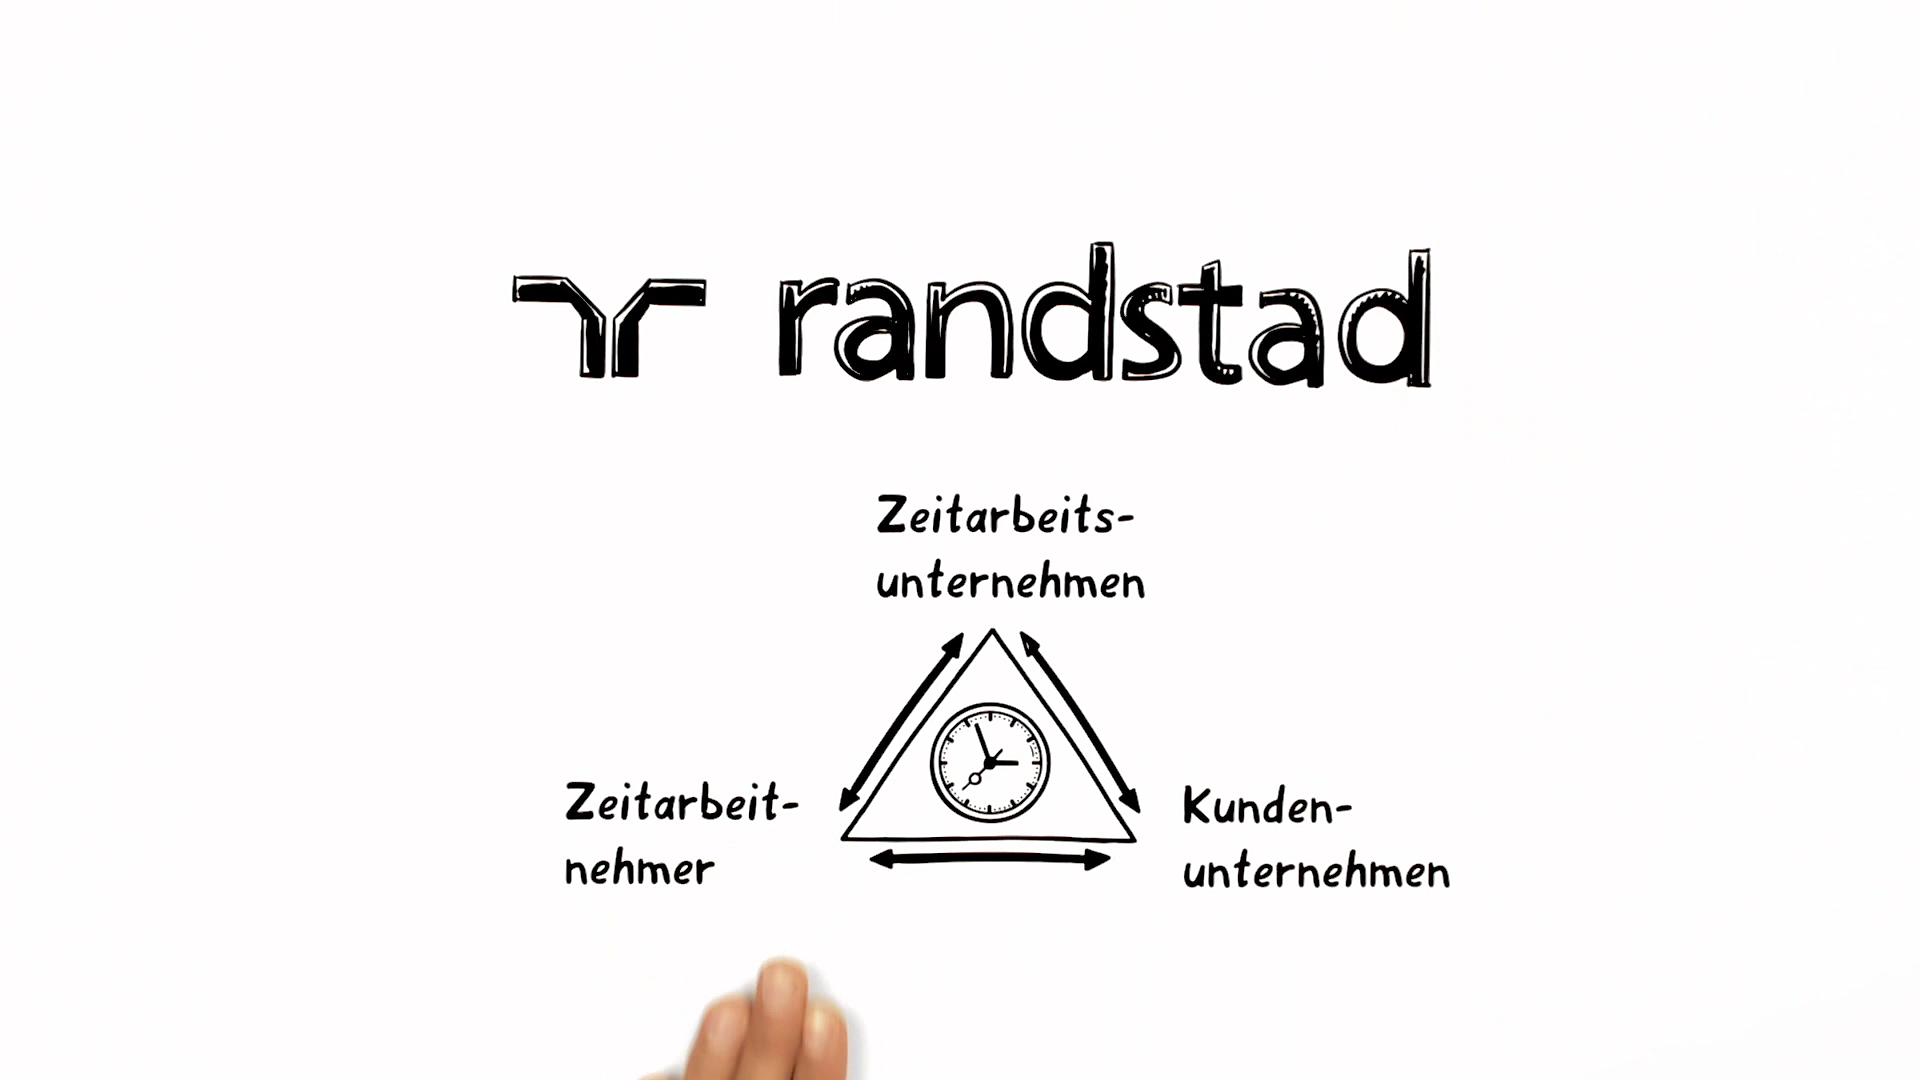 randstad
Zeitarbeits-
unternehmen
Zeitarbeit-
nehmer
Kunden-
unternehmen